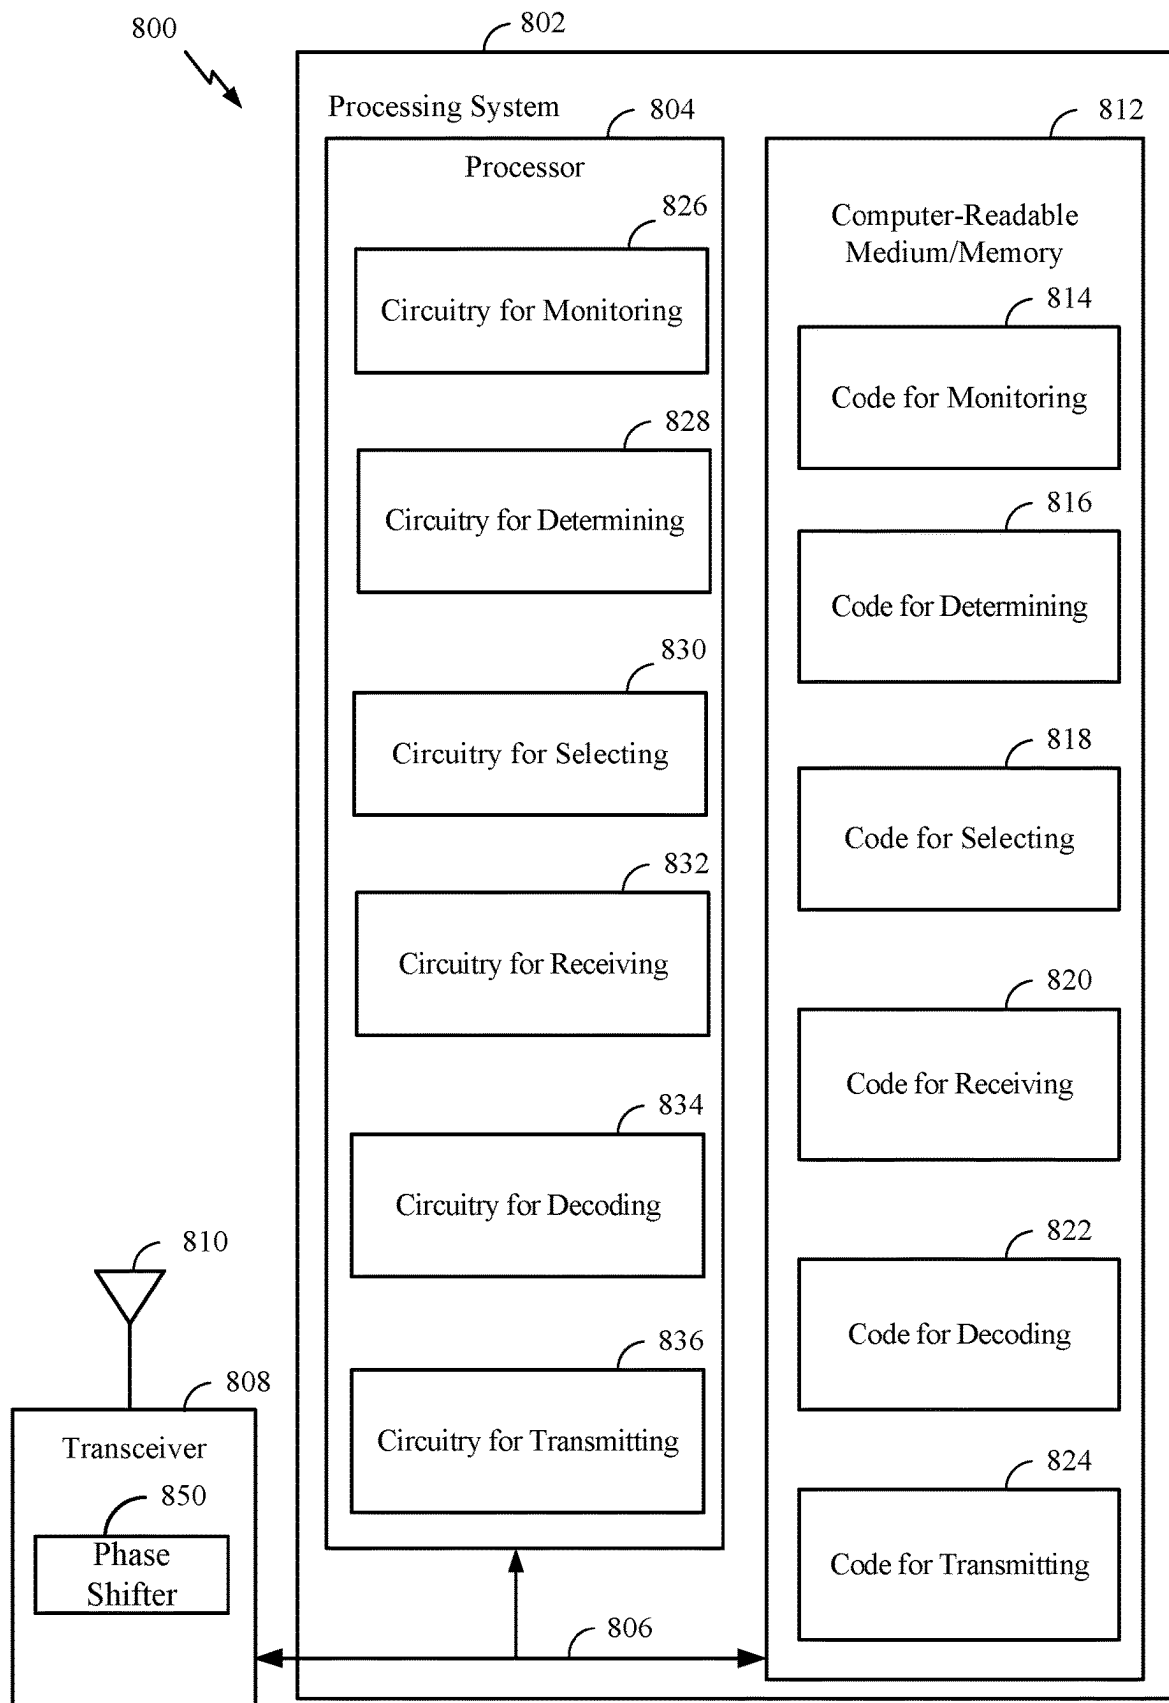 800
802
Processing System
804
Processor
826
Circuitry for Monitoring
828
Circuitry for Determining
830
Circuitry for Selecting
832
Circuitry for Receiving
834
Circuitry for Decoding
836
Circuitry for Transmitting
812
Computer-Readable
Medium/Memory
814
Code for Monitoring
816
Code for Determining
818
Code for Selecting
820
Code for Receiving
822
Code for Decoding
824
Code for Transmitting
810
808
Transceiver
850
Phase
Shifter
806